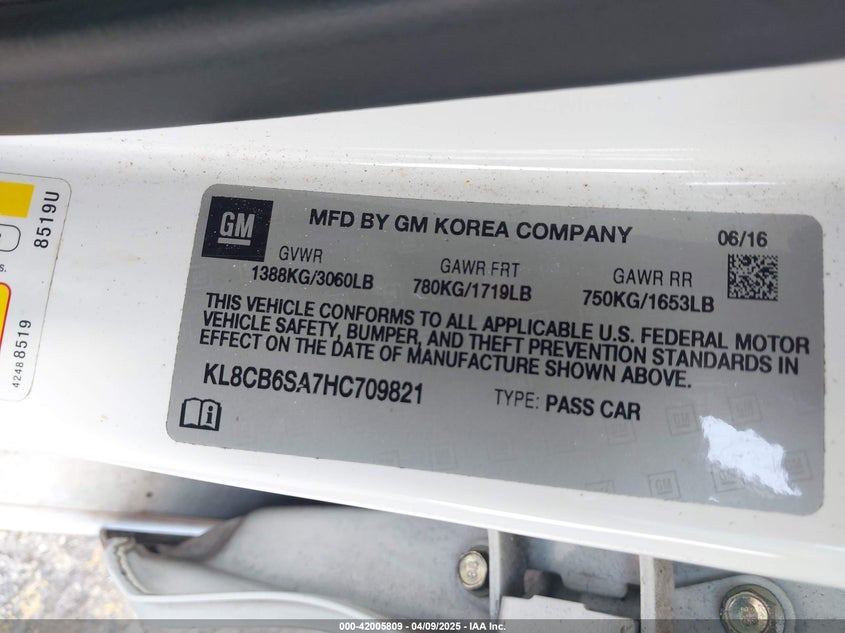 GM
MFD BY GM KOREA COMPANY
06/16
GVWR
1388KG/3060LB
GAWR FRT
780KG/1719LB
GAWR RR
750KG/1653LB
THIS VEHICLE CONFORMS TO ALL APPLICABLE U.S. FEDERAL MOTOR
VEHICLE SAFETY, BUMPER, AND THEFT PREVENTION STANDARDS IN
EFFECT ON THE DATE OF MANUFACTURE SHOWN ABOVE.
KL8CB6SA7HC709821
TYPE: PASS CAR
8519U
s.
42488519
000-42005809 - 04/09/2025 - IAA Inc.